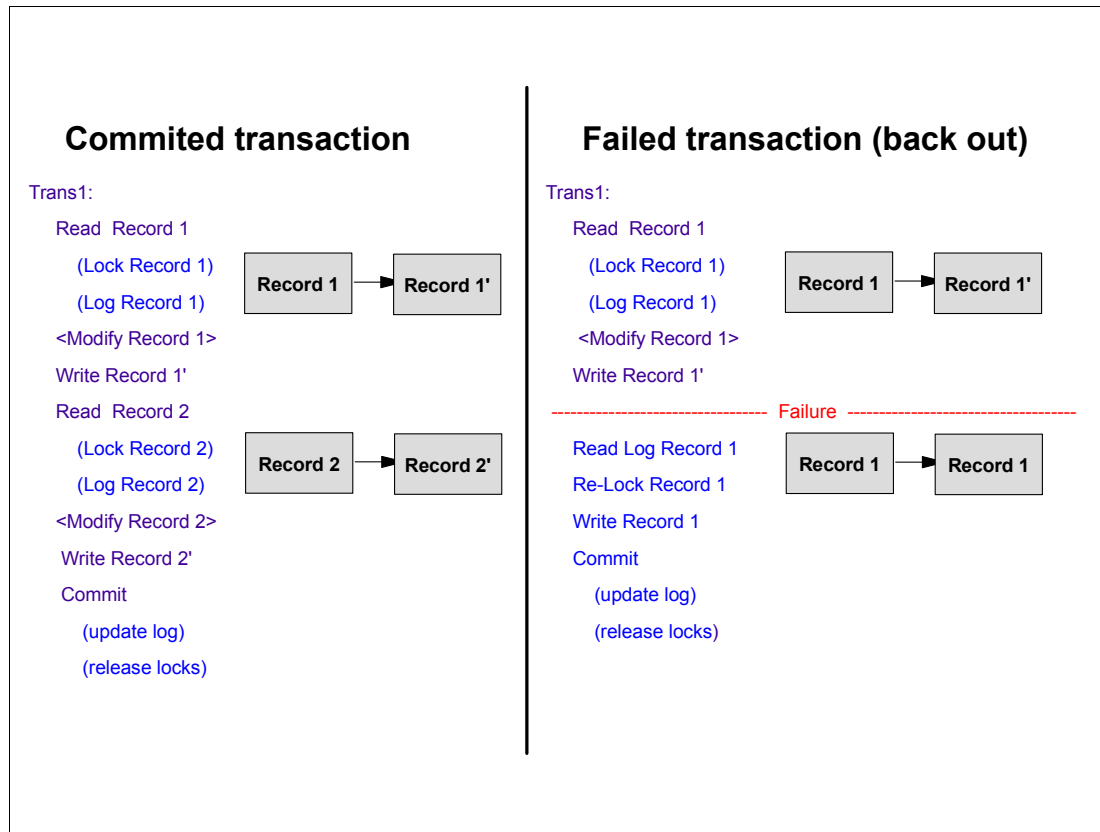 Commited transaction
Trans1:
Read Record 1
(Lock Record 1)
(Log Record 1)
Record 1
Record 1'
<Modify Record 1>
Write Record 1'
Read Record 2
(Lock Record 2)
(Log Record 2)
Record 2
Record 2'
<Modify Record 2>
Write Record 2'
Commit
(update log)
(release locks)
Failed transaction (back out)
Trans1:
Read Record 1
(Lock Record 1)
(Log Record 1)
Record 1
Record 1'
<Modify Record 1>
Write Record 1'
---------------------------------- Failure ------------------------------------
Read Log Record 1
Re-Lock Record 1
Record 1
Record 1
Write Record 1
Commit
(update log)
(release locks)